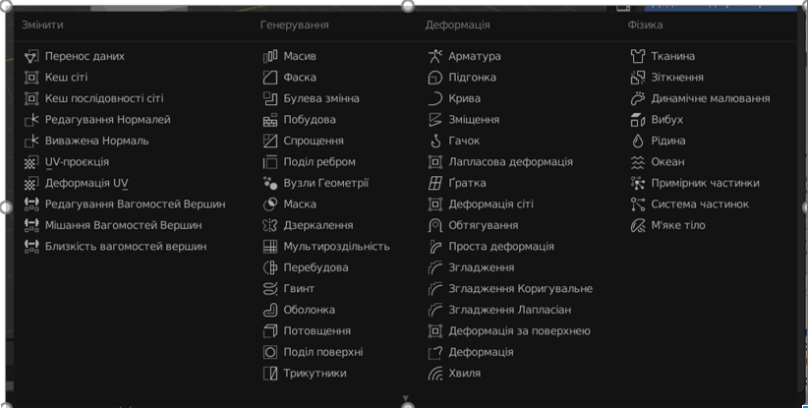 Змінити
Перенос даних
Кеш сіті
Кеш послідовності сіті
Редагування Нормалей
Виважена Нормаль
UV-проєкція
Деформація UV
Редагування Вагомостей Вершин
Мішання Вагомостей Вершин
Близкість вагомостей вершин
Генерування
Масив
Фаска
Булева змінна
Побудова
Спрощення
Поділ ребром
Вузли Геометрії
Маска
Дзеркалення
Мультироздільність
Перебудова
Гвинт
Оболонка
Потовщення
Поділ поверхні
Трикутники
Деформація
Арматура
Підгонка
Крива
Зміщення
Гачок
Лапласова деформація
Ґратка
Деформація сіті
Обтягування
Проста деформація
Згладження
Згладження Коригувальне
Згладження Лапласіан
Деформація за поверхнею
Деформація
Хвиля
Фізика
Тканина
Зіткнення
Динамічне малювання
Вибух
Рідина
Океан
Примірник частинки
Система частинок
М'яке тіло